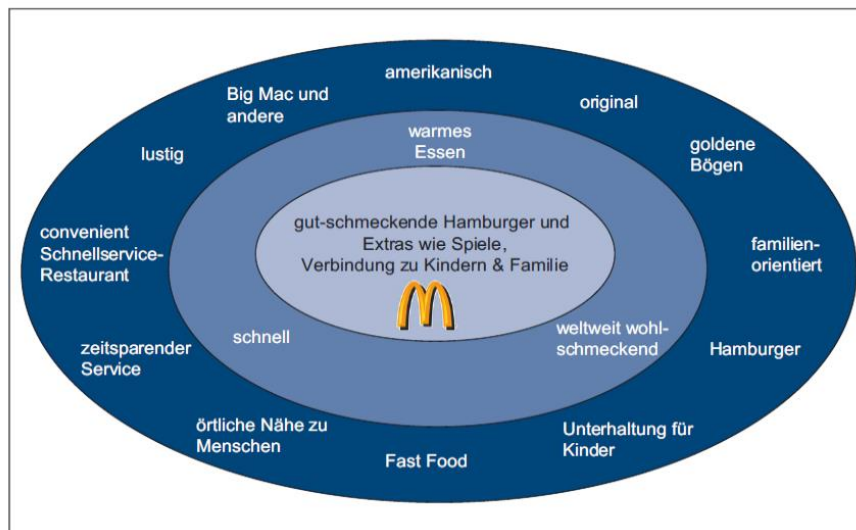 amerikanisch
Big Mac und
andere
original
warmes
Essen
lustig
goldene
Bögen
gut-schmeckende Hamburger und
Extras wie Spiele,
Verbindung zu Kindern & Familie
convenient
Schnellservice-
Restaurant
familien-
orientiert
schnell
weltweit wohl-
schmeckend
zeitsparender
Service
Hamburger
örtliche Nähe zu
Menschen
Fast Food
Unterhaltung für
Kinder